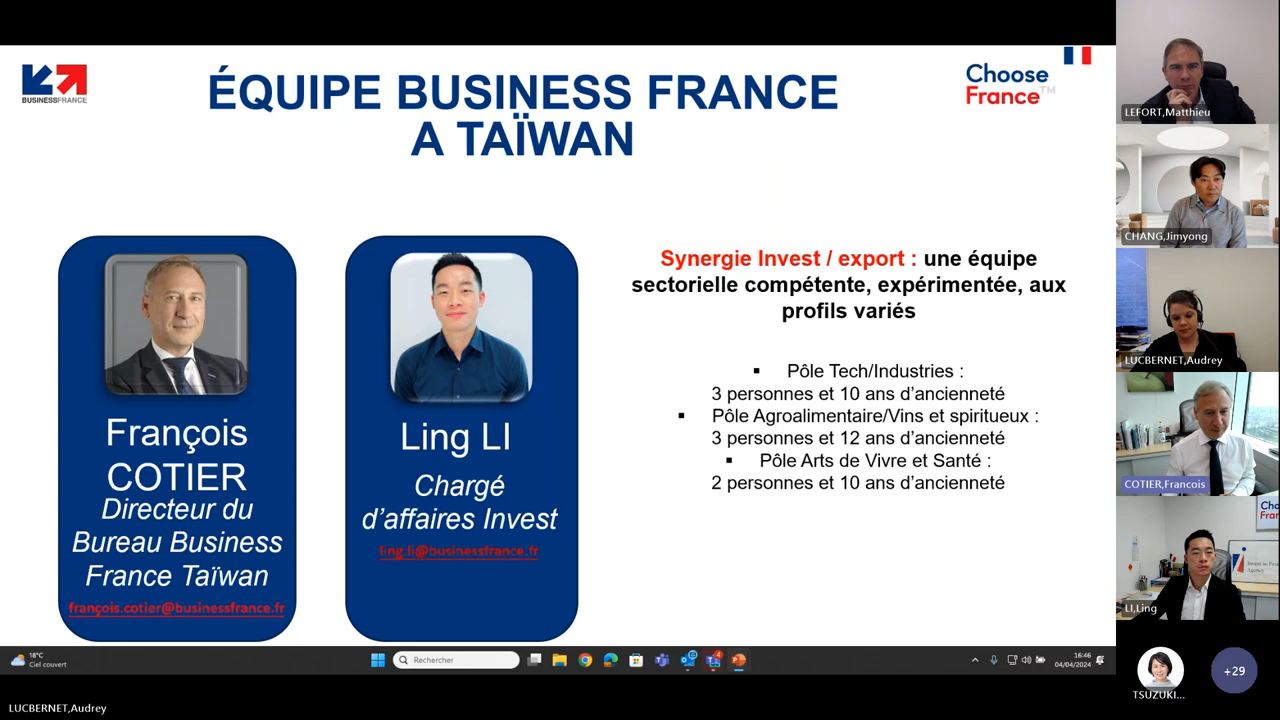 BUSINESSFRANCE
ÉQUIPE BUSINESS FRANCE
A TAÏWAN
Choose
France™
François
COTIER
Directeur du
Bureau Business
France Taïwan
françois.cotier@businessfrance.fr
Ling LI
Chargé
d’affaires Invest
ling.li@businessfrance.fr
Synergie Invest / export : une équipe
sectorielle compétente, expérimentée, aux
profils variés
▪ Pôle Tech/Industries :
3 personnes et 10 ans d’ancienneté
▪ Pôle Agroalimentaire/Vins et spiritueux :
3 personnes et 12 ans d’ancienneté
▪ Pôle Arts de Vivre et Santé :
2 personnes et 10 ans d’ancienneté
18°C
Ciel couvert
Rechercher
16:46
04/04/2024
LUCBERNET,Audrey
LEFORT,Matthieu
CHANG,Jimyong
LUCBERNET,Audrey
COTIER,Francois
LI,Ling
TSUZUKI...
+29